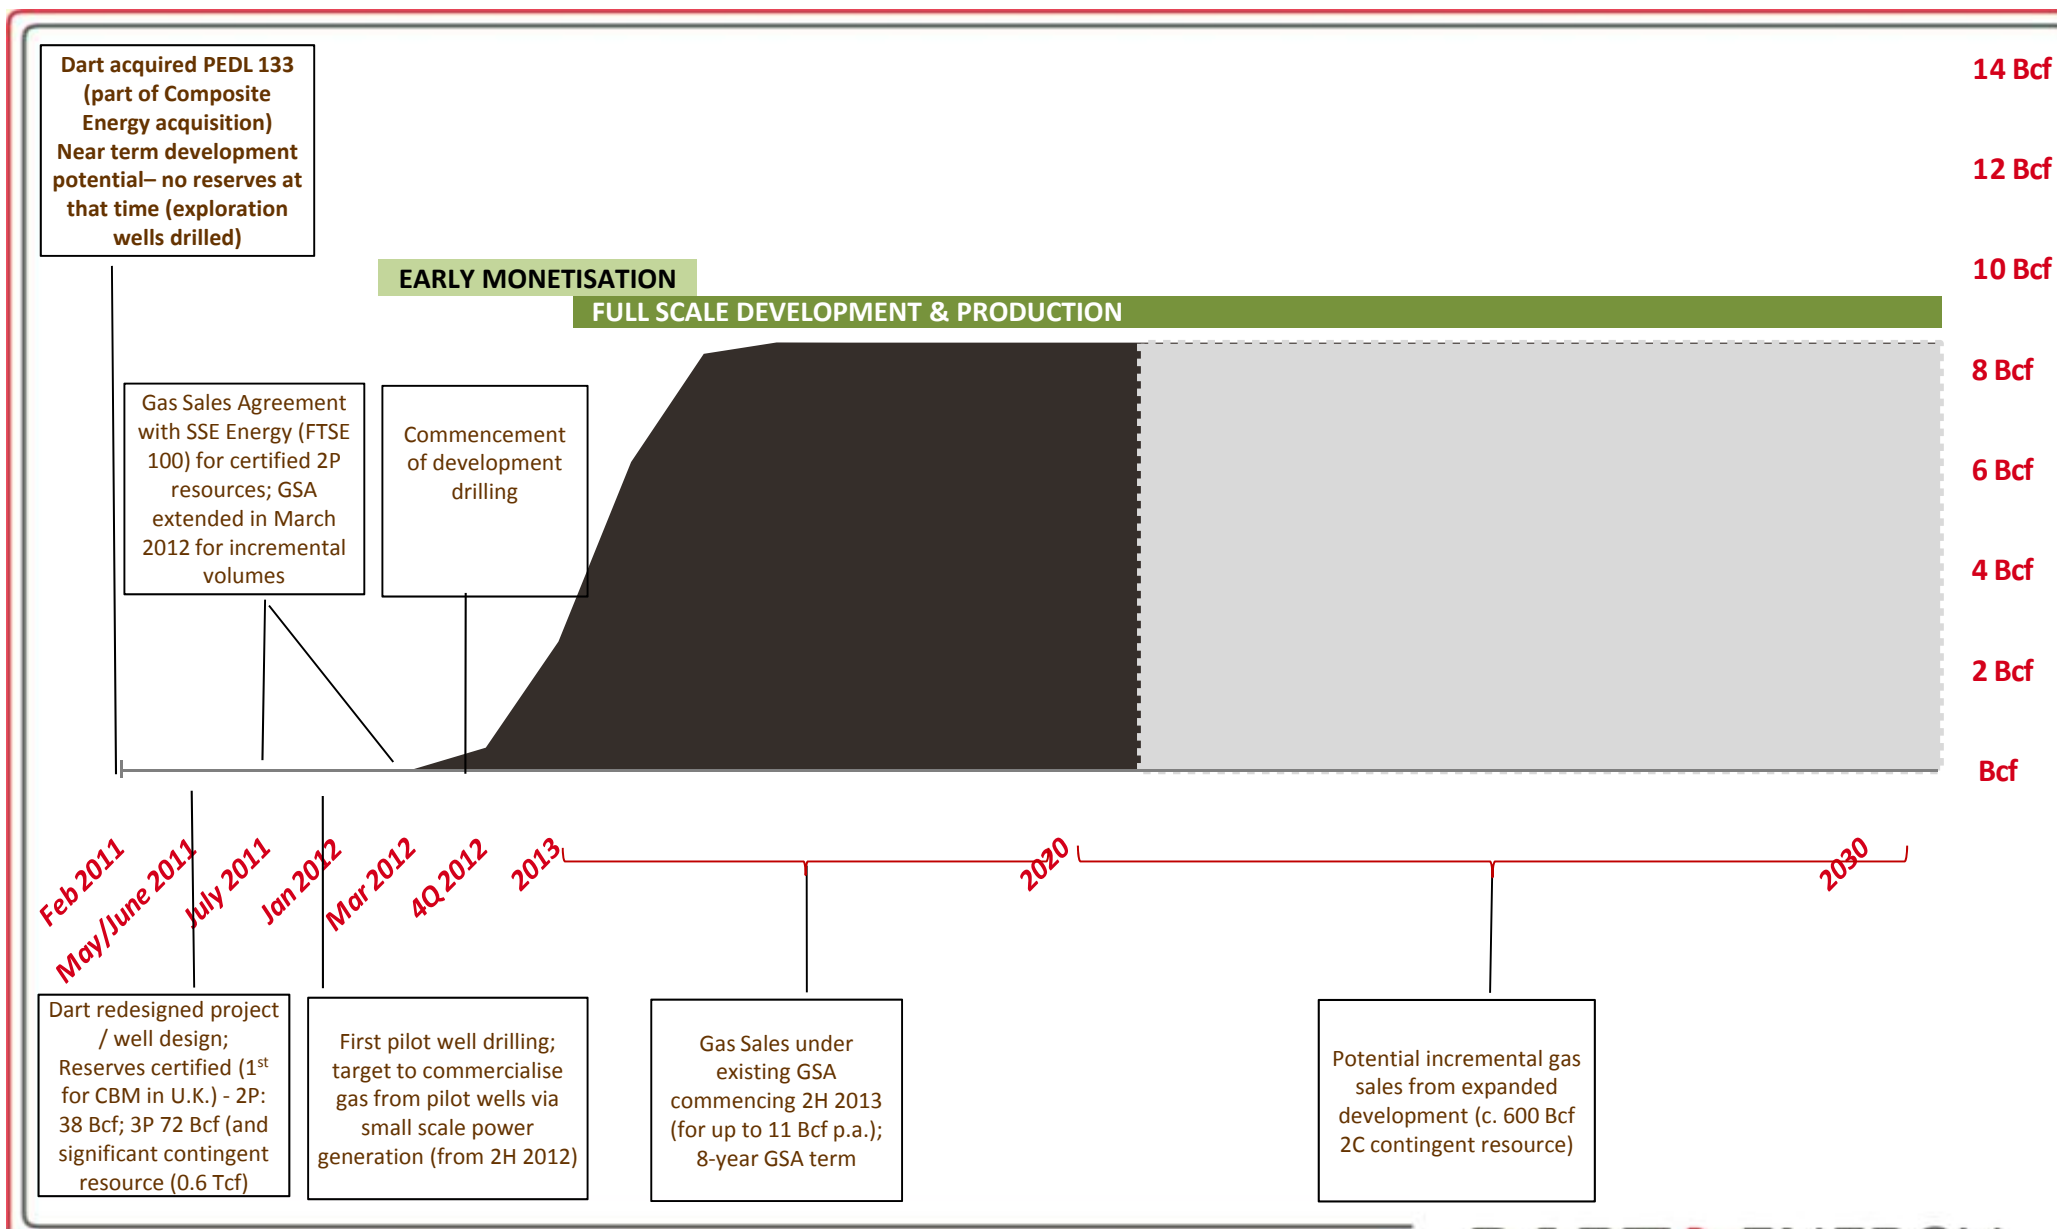 Dart acquired PEDL 133
(part of Composite
Energy acquisition)
Near term development
potential– no reserves at
that time (exploration
wells drilled)
14 Bcf
12 Bcf
10 Bcf
8 Bcf
6 Bcf
4 Bcf
2 Bcf
Bcf
EARLY MONETISATION
FULL SCALE DEVELOPMENT & PRODUCTION
Gas Sales Agreement
with SSE Energy (FTSE
100) for certified 2P
resources; GSA
extended in March
2012 for incremental
volumes
Commencement
of development
drilling
Feb 2011
May/June 2011
July 2011
Jan 2012
Mar 2012
4Q 2012
2013
2020
2030
Dart redesigned project
/ well design;
Reserves certified (1st
for CBM in U.K.) - 2P:
38 Bcf; 3P 72 Bcf (and
significant contingent
resource (0.6 Tcf)
First pilot well drilling;
target to commercialise
gas from pilot wells via
small scale power
generation (from 2H 2012)
Gas Sales under
existing GSA
commencing 2H 2013
(for up to 11 Bcf p.a.);
8-year GSA term
Potential incremental gas
sales from expanded
development (c. 600 Bcf
2C contingent resource)